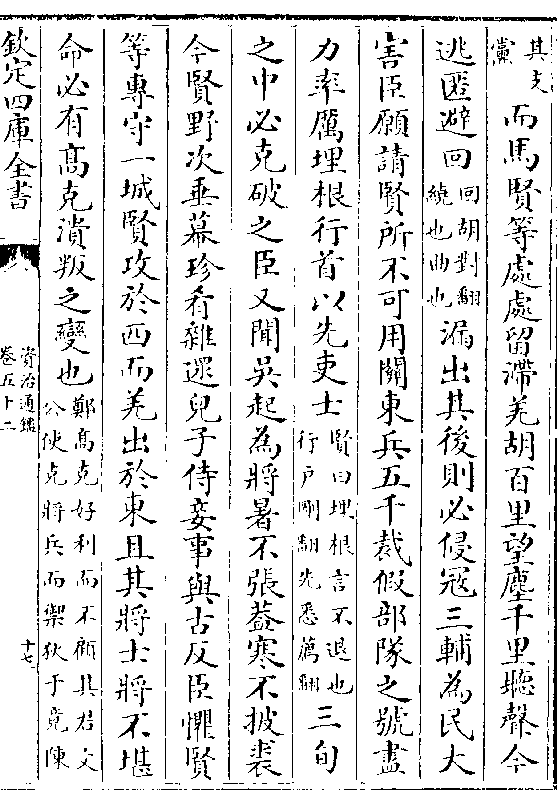 其支黨而馬賢等處處留滯羌胡百里望塵千里聽聲今
逃匿避回回胡對翻繞也曲也漏出其後則必侵寇三輔為民大
害臣願請賢所不可用關東兵五千裁假部隊之號盡
力率厲埋根行首以先吏士賢曰埋根言不退也行戸剛翻先悉薦翻三旬
之中必克破之臣又聞吳起為將暑不張葢寒不披裘
今賢野次垂幕珍肴雜遝兒子侍妾事與古反臣懼賢
等專守一城賢攻於西而羌出於東且其將士將不堪
命必有髙克潰叛之變也鄭髙克好利而不顧其君文公使克將兵而禦狄于竟陳
欽定四庫全書
資治通鑑
卷五十二
十七